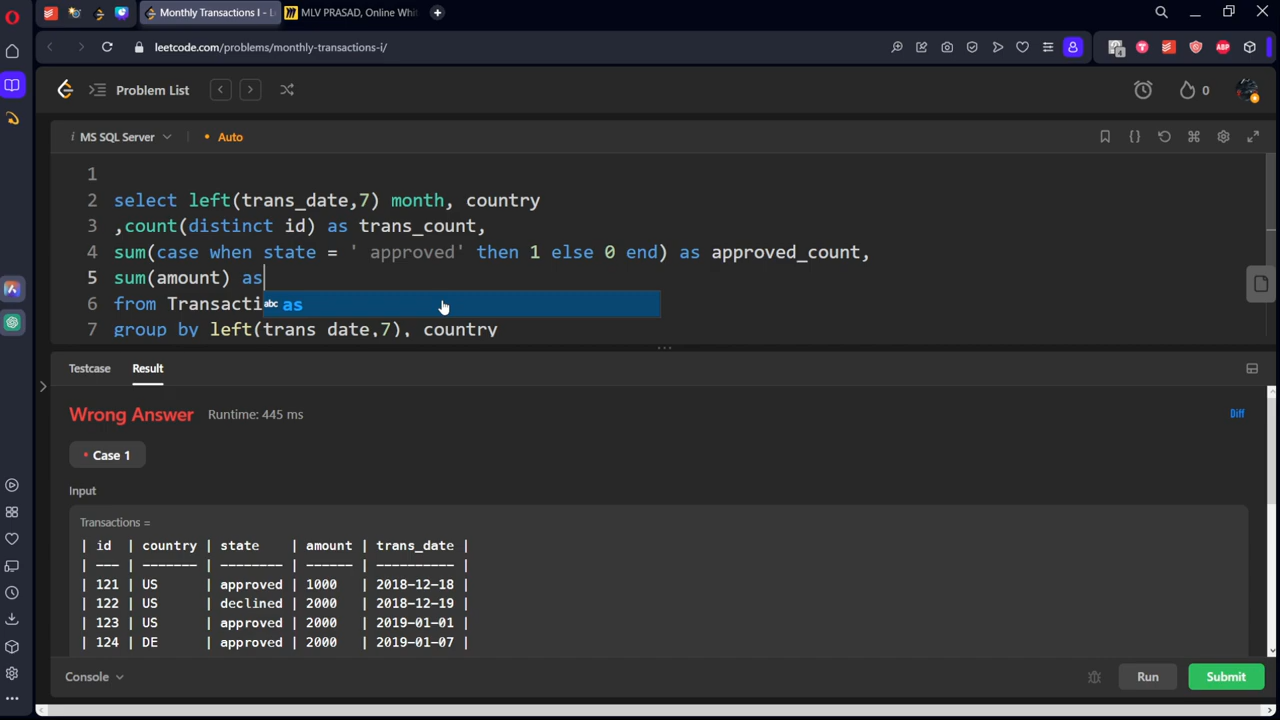 Monthly Transactions I - L
MLV PRASAD, Online Whit
leetcode.com/problems/monthly-transactions-i/
4
ABP
Problem List
0
i MS SQL Server
• Auto
1
2 select left(trans_date,7) month, country
3 ,count(distinct id) as trans_count,
4 sum(case when state = ' approved' then 1 else 0 end) as approved_count,
5 sum(amount) as
6 from Transacti
abc as
7 group by left(trans_date,7), country
Testcase
Result
Wrong Answer
Runtime: 445 ms
Diff
• Case 1
Input
Transactions =
| id | country | state | amount | trans_date |
| --- | ------- | -------- | ------ | ---------- |
| 121 | US | approved | 1000 | 2018-12-18 |
| 122 | US | declined | 2000 | 2018-12-19 |
| 123 | US | approved | 2000 | 2019-01-01 |
| 124 | DE | approved | 2000 | 2019-01-07 |
Console
Run
Submit